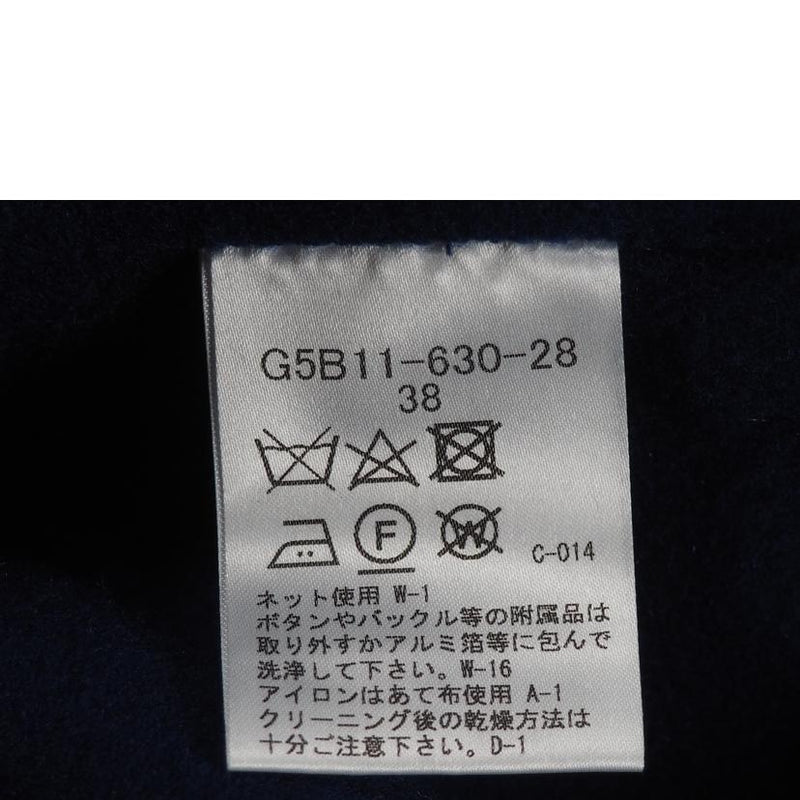 G5B11-630-28
38
F
W
C-014
ネット使用 W-1
ボタンやバックル等の附属品は
取り外すかアルミ箔等に包んで
洗浄して下さい。W-16
アイロンはあて布使用 A-1
クリーニング後の乾燥方法は
十分ご注意下さい。D-1